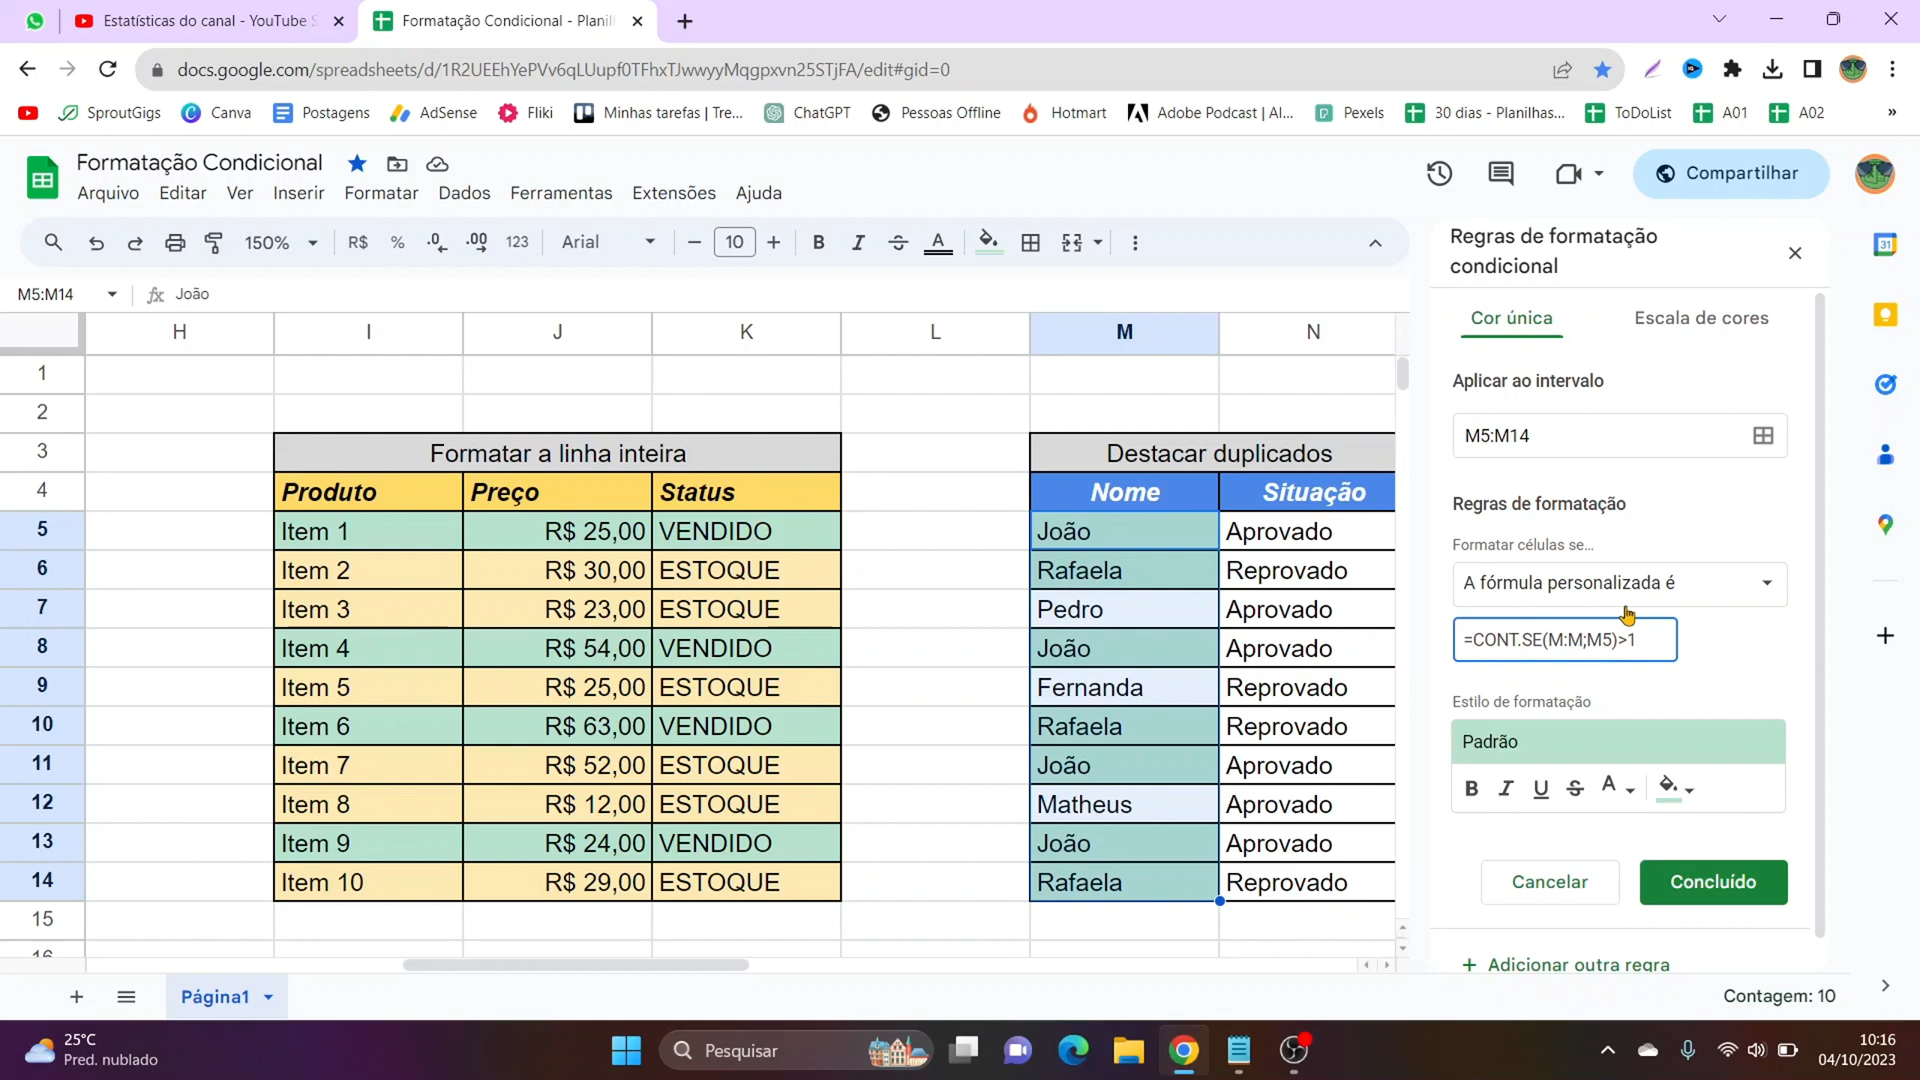 Estatísticas do canal - YouTube S
Formatação Condicional - Planil
docs.google.com/spreadsheets/d/1R2UEEhYePVv6qLUupf0TFhxTJwwyyMqgpxvn25STjFA/edit#gid=0
SproutGigs Canva Postagens AdSense Fliki Minhas tarefas | Tre... ChatGPT Pessoas Offline Hotmart Adobe Podcast | AI... Pexels 30 dias - Planilhas... ToDoList A01 A02 »
Formatação Condicional
Arquivo Editar Ver Inserir Formatar Dados Ferramentas Extensões Ajuda
Compartilhar
150% R$ % .0 .00 123 Arial 10 B I S A
M5:M14 fx João
H I J K L M N
1
2
3 Formatar a linha inteira Destacar duplicados
4 Produto Preço Status Nome Situação
5 Item 1 R$ 25,00 VENDIDO João Aprovado
6 Item 2 R$ 30,00 ESTOQUE Rafaela Reprovado
7 Item 3 R$ 23,00 ESTOQUE Pedro Aprovado
8 Item 4 R$ 54,00 VENDIDO João Aprovado
9 Item 5 R$ 25,00 ESTOQUE Fernanda Reprovado
10 Item 6 R$ 63,00 VENDIDO Rafaela Reprovado
11 Item 7 R$ 52,00 ESTOQUE João Aprovado
12 Item 8 R$ 12,00 ESTOQUE Matheus Aprovado
13 Item 9 R$ 24,00 VENDIDO João Aprovado
14 Item 10 R$ 29,00 ESTOQUE Rafaela Reprovado
15
16
Regras de formatação
condicional
Cor única Escala de cores
Aplicar ao intervalo
M5:M14
Regras de formatação
Formatar células se...
A fórmula personalizada é
=CONT.SE(M:M;M5)>1
Estilo de formatação
Padrão
B I U S A
Cancelar Concluído
+ Adicionar outra regra
31
Página1
Contagem: 10
25°C
Pred. nublado
Pesquisar
10:16
04/10/2023